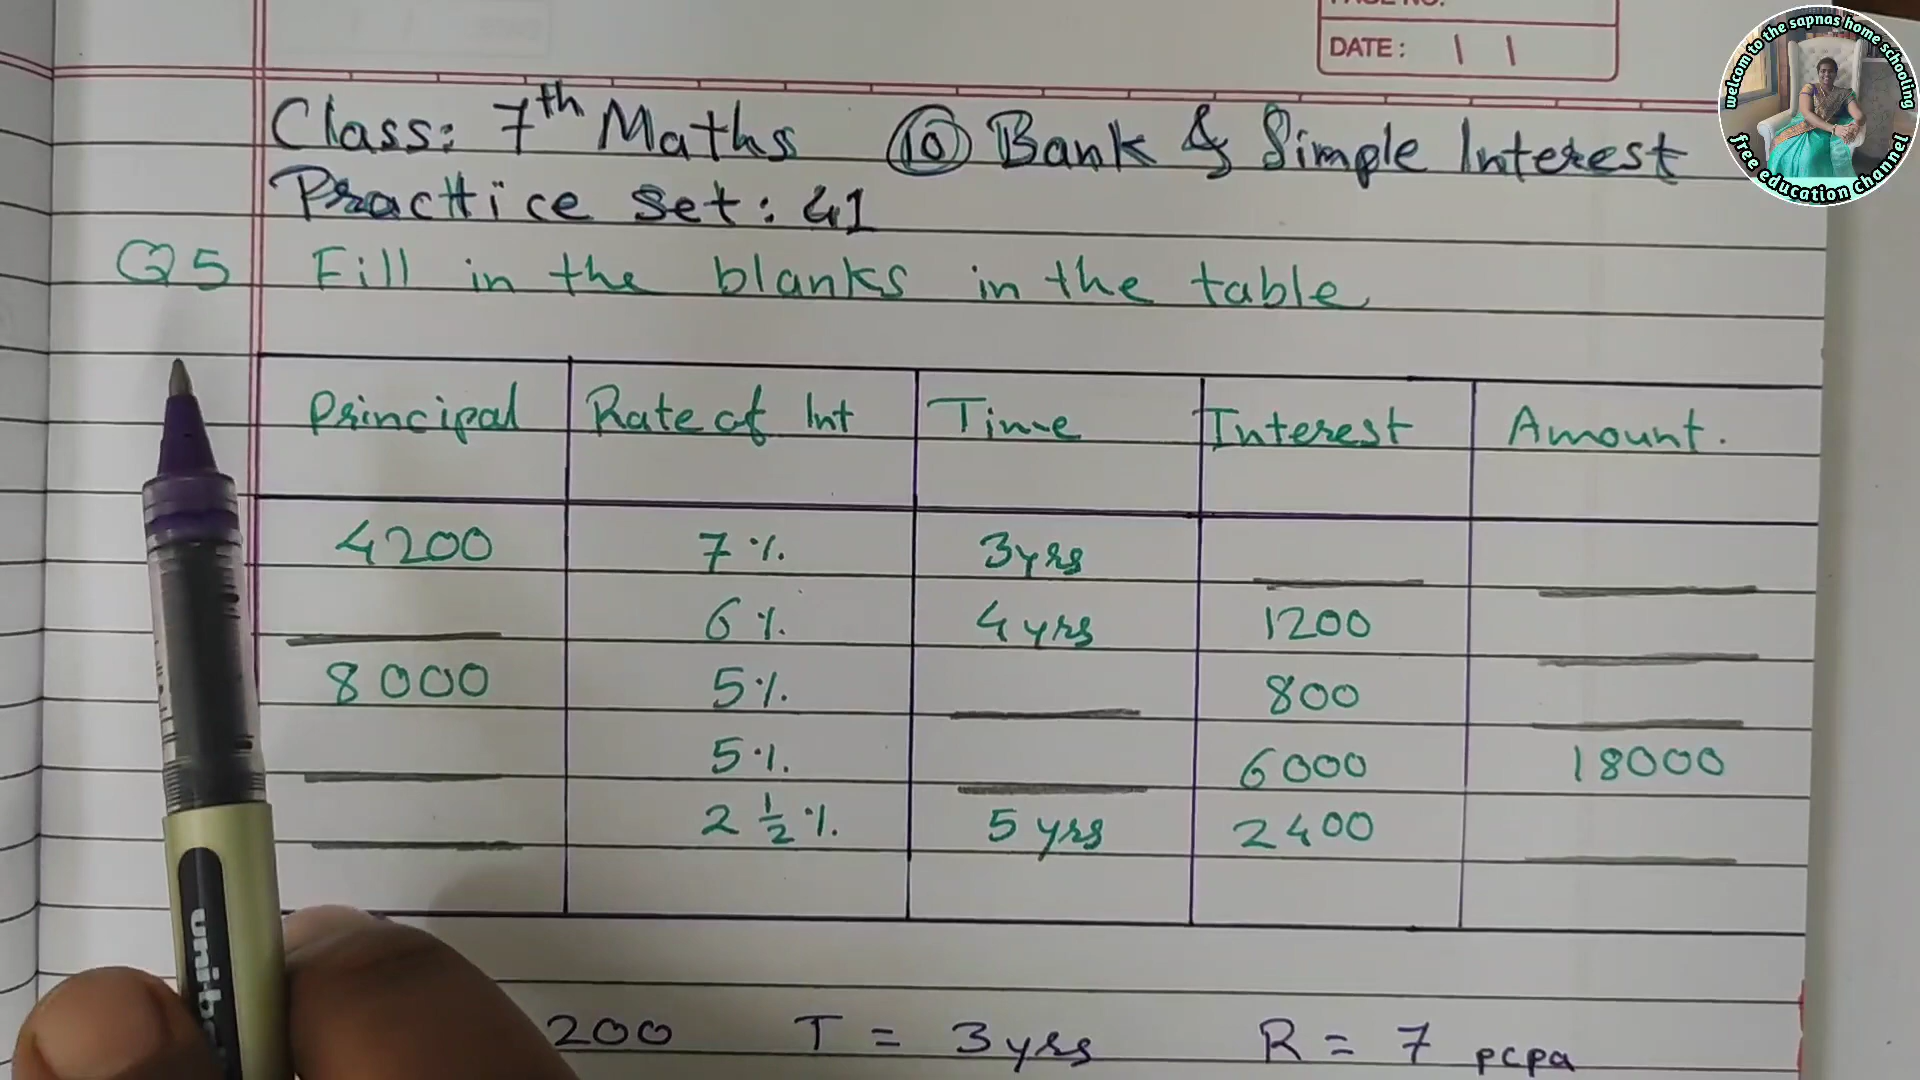 DATE:
welcom to the sapnas home schooling
free education channel
Class: 7th Maths 10 Bank & Simple Interest
Practice set: 41
Q5 Fill in the blanks in the table
Principal Rate of Int Time Interest Amount.
4200 7% 3yrs
6% 4yrs 1200
8000 5% 800
5% 6000 18000
2 1/2 % 5 yrs 2400
200 T = 3yrs R = 7 pcpa